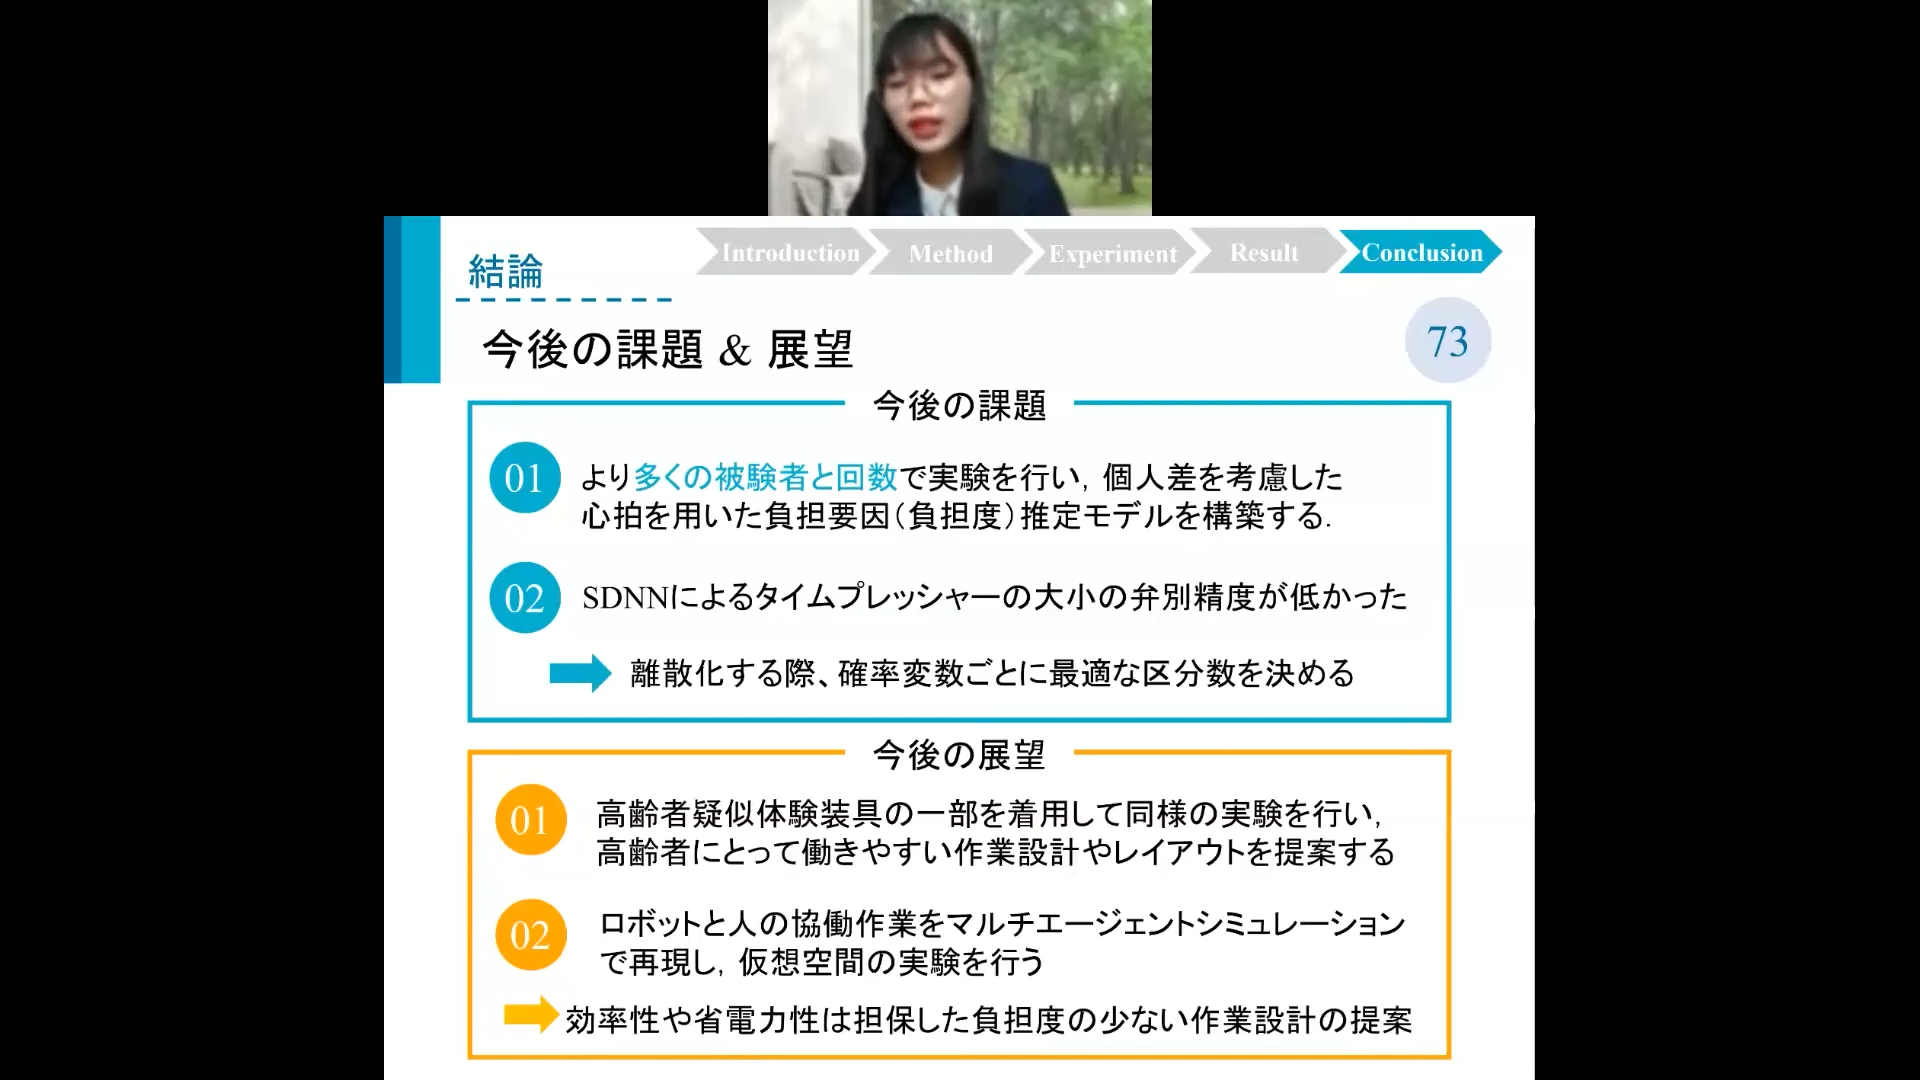 結論
Introduction
Method
Experiment
Result
Conclusion
今後の課題 & 展望
73
今後の課題
01
より多くの被験者と回数で実験を行い, 個人差を考慮した
心拍を用いた負担要因(負担度)推定モデルを構築する.
02
SDNNによるタイムプレッシャーの大小の弁別精度が低かった
離散化する際、確率変数ごとに最適な区分数を決める
今後の展望
01
高齢者疑似体験装具の一部を着用して同様の実験を行い,
高齢者にとって働きやすい作業設計やレイアウトを提案する
02
ロボットと人の協働作業をマルチエージェントシミュレーション
で再現し, 仮想空間の実験を行う
効率性や省電力性は担保した負担度の少ない作業設計の提案